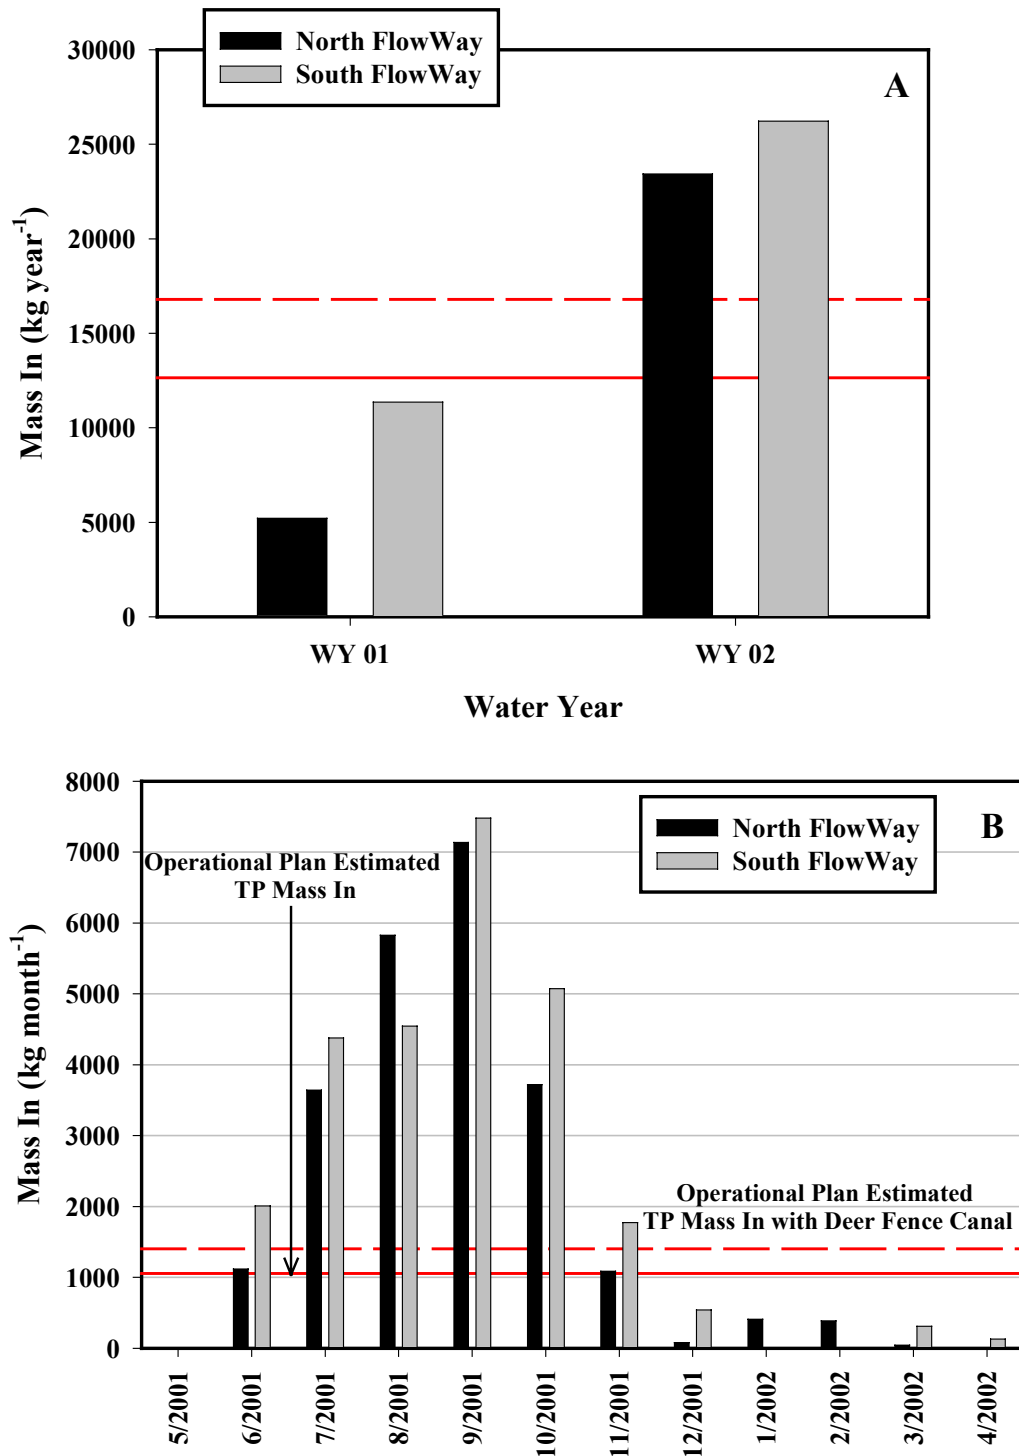 North FlowWay
South FlowWay
A
30000
25000
20000
15000
10000
5000
0
Mass In (kg year-1)
WY 01
WY 02
Water Year
8000
7000
6000
5000
4000
3000
2000
1000
0
Mass In (kg month-1)
North FlowWay
South FlowWay
B
Operational Plan Estimated
TP Mass In
Operational Plan Estimated
TP Mass In with Deer Fence Canal
5/2001
6/2001
7/2001
8/2001
9/2001
10/2001
11/2001
12/2001
1/2002
2/2002
3/2002
4/2002